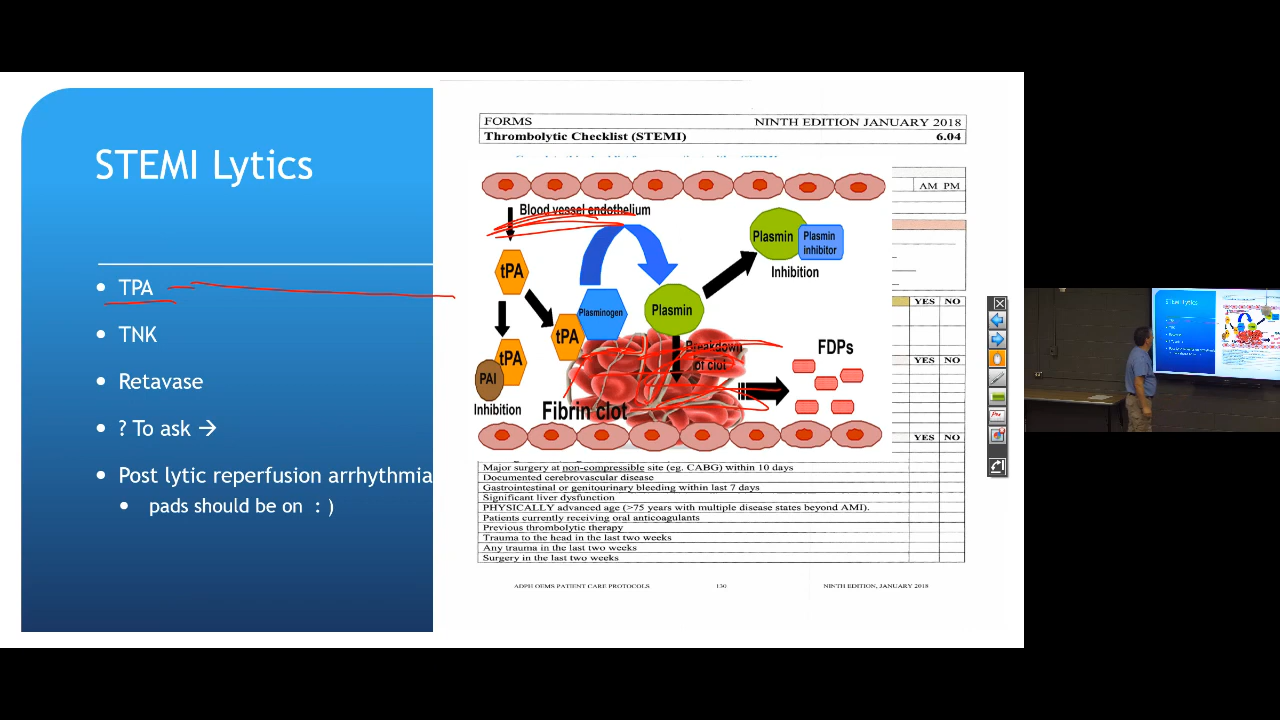 STEMI Lytics
TPA
TNK
Retavase
? To ask →
Post lytic reperfusion arrhythmia
pads should be on : )
FORMS NINTH EDITION JANUARY 2018
Thrombolytic Checklist (STEMI) 6.04
AM PM
Blood vessel endothelium
Plasmin
Plasmin
inhibitor
Inhibition
tPA
Plasminogen
Plasmin
tPA
tPA
PAI
Inhibition
Breakdown
of clot
FDPs
Fibrin clot
YES NO
YES NO
YES NO
Major surgery at non-compressible site (eg. CABG) within 10 days
Documented cerebrovascular disease
Gastrointestinal or genitourinary bleeding within last 7 days
Significant liver dysfunction
PHYSICALLY advanced age (>75 years with multiple disease states beyond AMI).
Patients currently receiving oral anticoagulants
Previous thrombolytic therapy
Trauma to the head in the last two weeks
Any trauma in the last two weeks
Surgery in the last two weeks
ADPH OEMS PATIENT CARE PROTOCOLS 130 NINTH EDITION, JANUARY 2018
STEMI Lytics